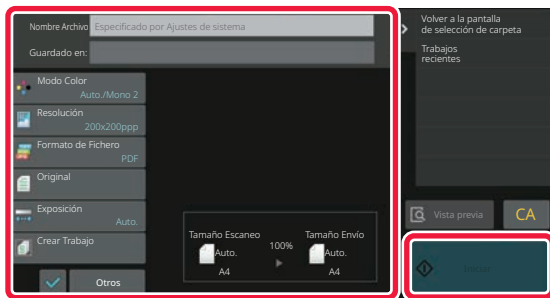 Nombre Archivo
Especificado por Ajustes de sistema
Guardado en:
Modo Color
Auto./Mono 2
Resolución
200x200ppp
Formato de Fichero
PDF
Original
Exposición
Auto.
Crear Trabajo
Otros
Tamaño Escaneo
Auto.
A4
100%
Tamaño Envío
Auto.
A4
Volver a la pantalla
de selección de carpeta
Trabajos
recientes
Vista previa
CA
Iniciar